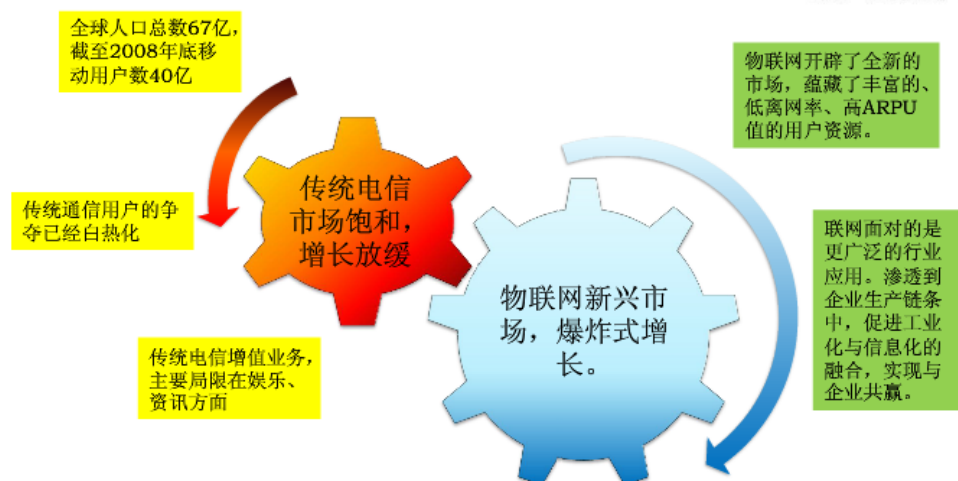 全球人口总数67亿，
截至2008年底移
动用户数40亿
传统通信用户的争
夺已经白热化
传统电信增值业务，
主要局限在娱乐、
资讯方面
传统电信
市场饱和，
增长放缓
物联网新兴市
场，爆炸式增
长。
物联网开辟了全新的
市场，蕴藏了丰富的、
低离网率、高ARPU
值的用户资源。
联网面对的是
更广泛的行业
应用。渗透到
企业生产链条
中，促进工业
化与信息化的
融合，实现与
企业共赢。